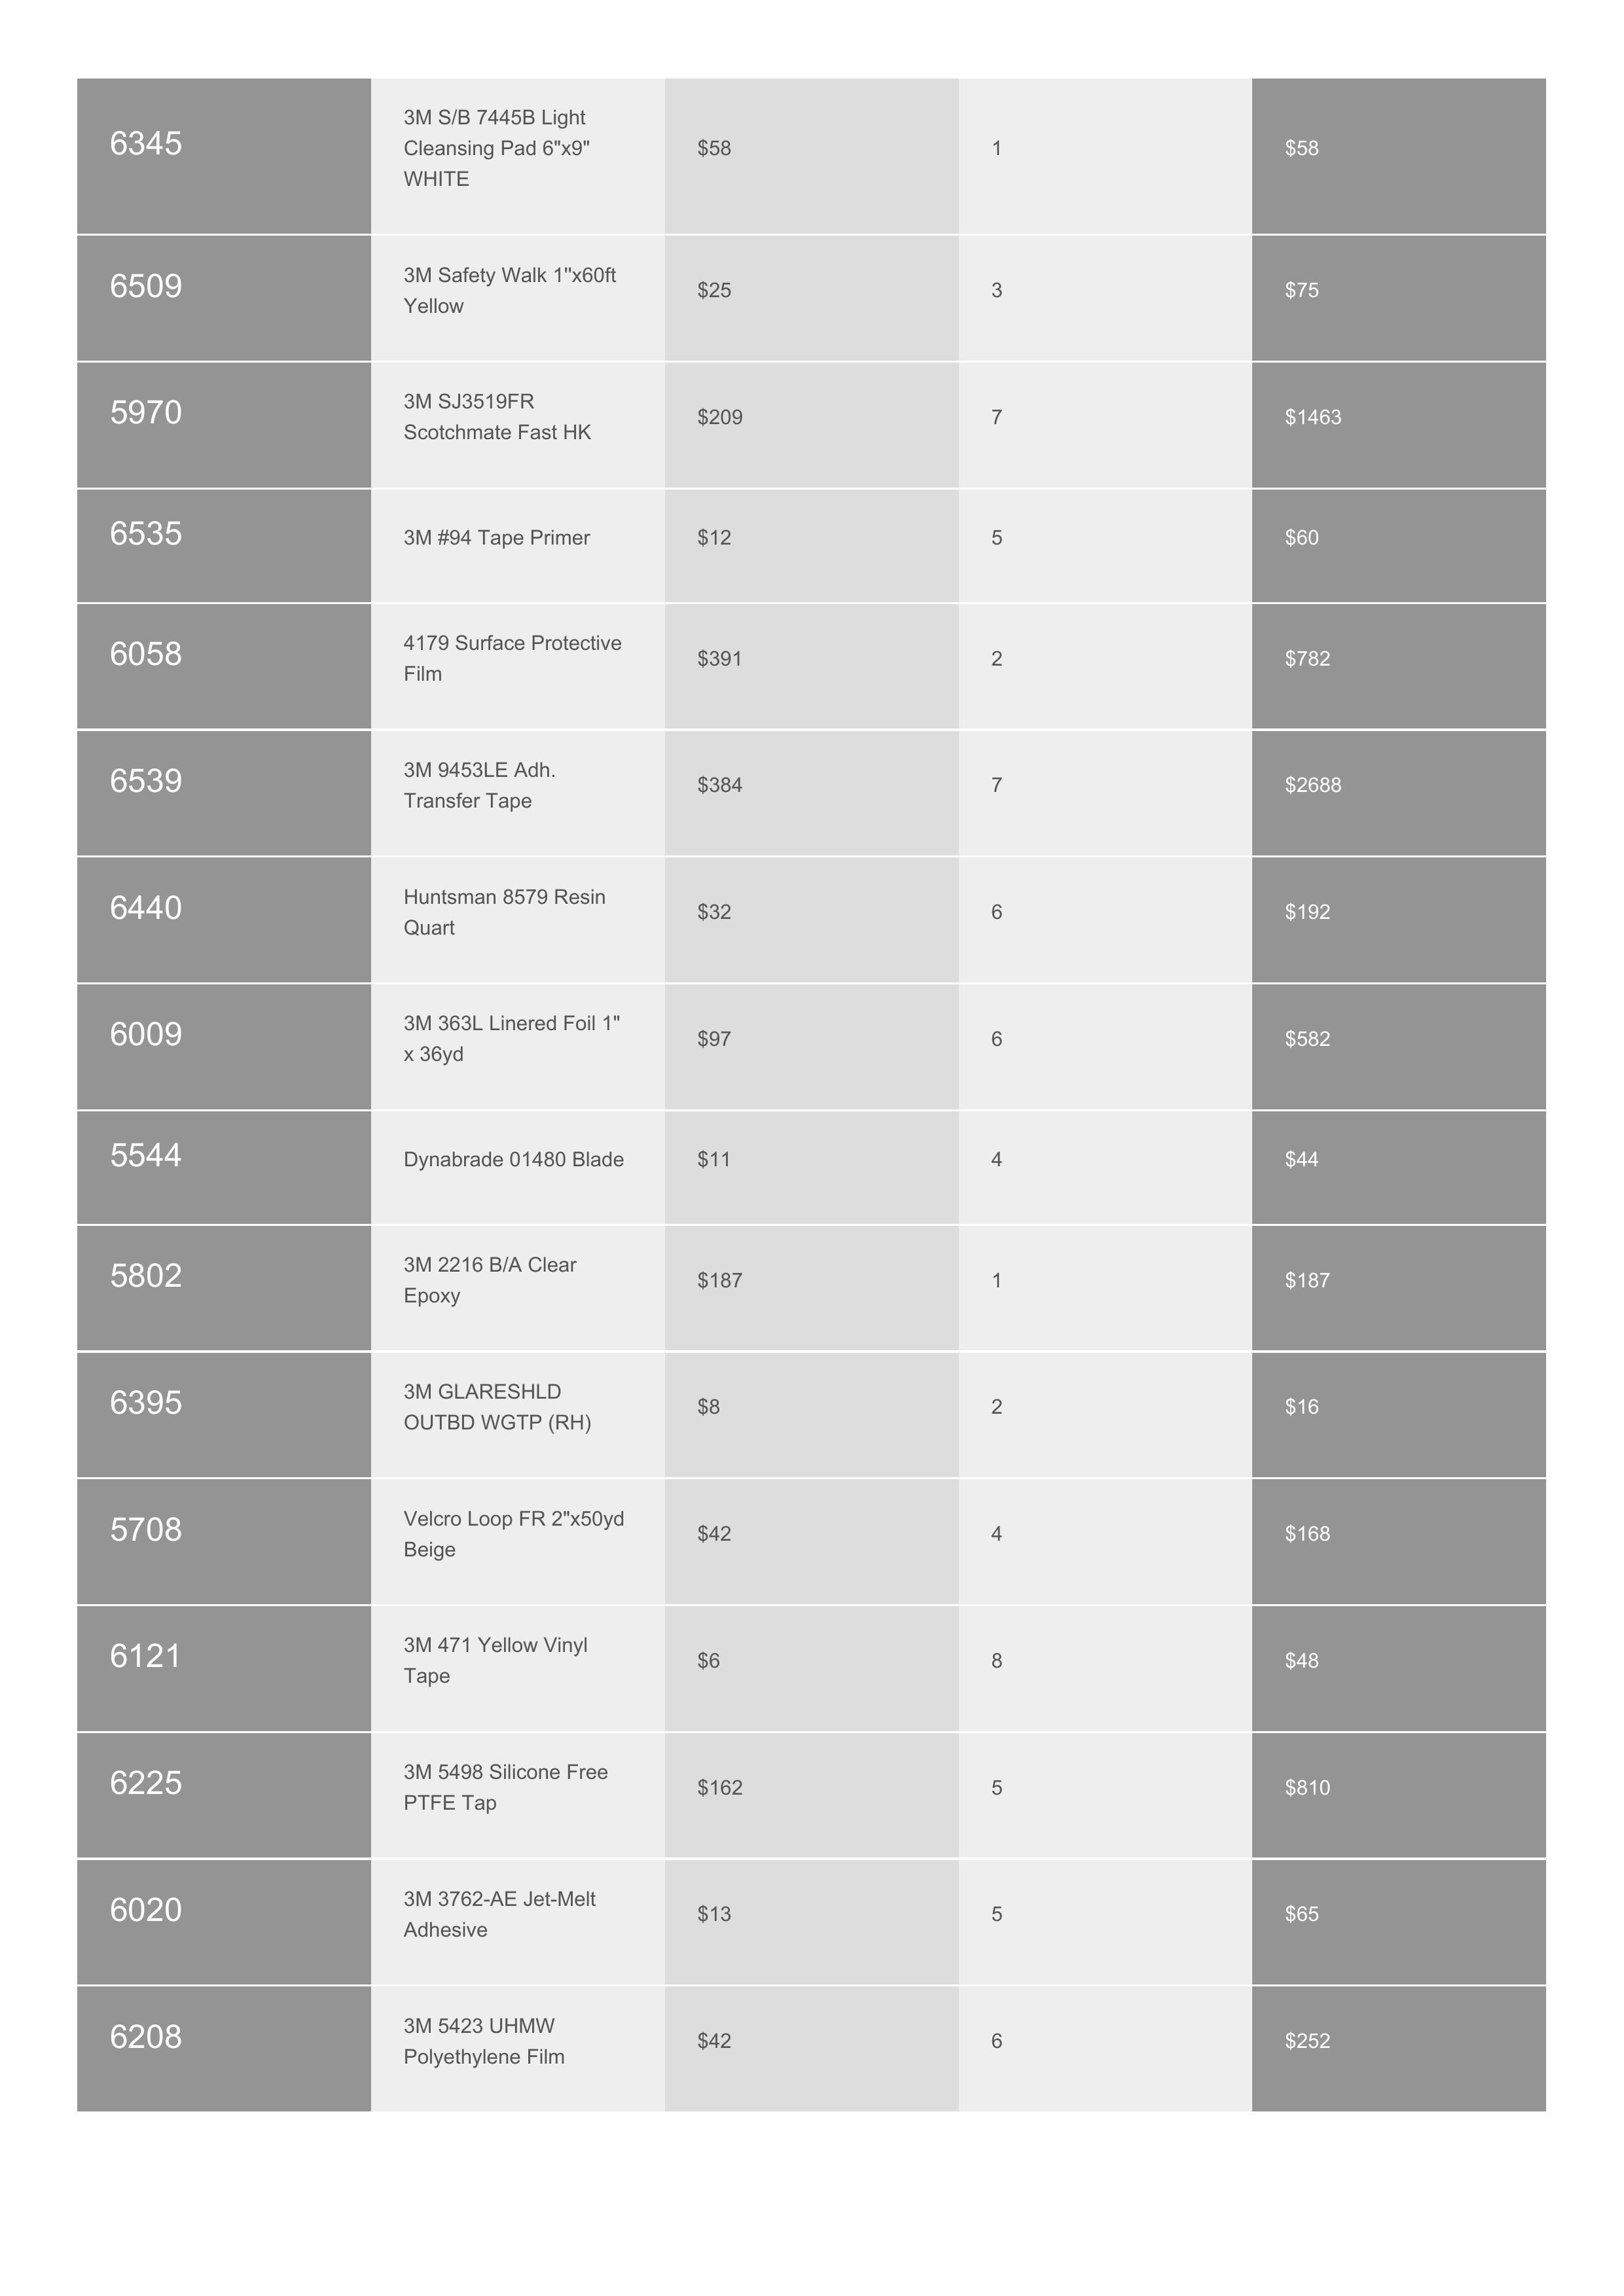 6345
3M S/B 7445B Light
Cleansing Pad 6"x9"
WHITE
$58
1
$58
6509
3M Safety Walk 1"x60ft
Yellow
$25
3
$75
5970
3M SJ3519FR
Scotchmate Fast HK
$209
7
$1463
6535
3M #94 Tape Primer
$12
5
$60
6058
4179 Surface Protective
Film
$391
2
$782
6539
3M 9453LE Adh.
Transfer Tape
$384
7
$2688
6440
Huntsman 8579 Resin
Quart
$32
6
$192
6009
3M 363L Linered Foil 1"
x 36yd
$97
6
$582
5544
Dynabrade 01480 Blade
$11
4
$44
5802
3M 2216 B/A Clear
Epoxy
$187
1
$187
6395
3M GLARESHLD
OUTBD WGTP (RH)
$8
2
$16
5708
Velcro Loop FR 2"x50yd
Beige
$42
4
$168
6121
3M 471 Yellow Vinyl
Tape
$6
8
$48
6225
3M 5498 Silicone Free
PTFE Tap
$162
5
$810
6020
3M 3762-AE Jet-Melt
Adhesive
$13
5
$65
6208
3M 5423 UHMW
Polyethylene Film
$42
6
$252